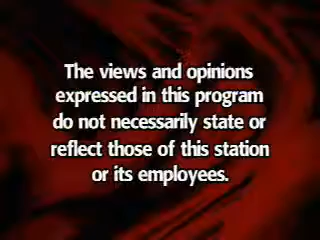 The views and opinions
expressed in this program
do not necessarily state or
reflect those of this station
or its employees.